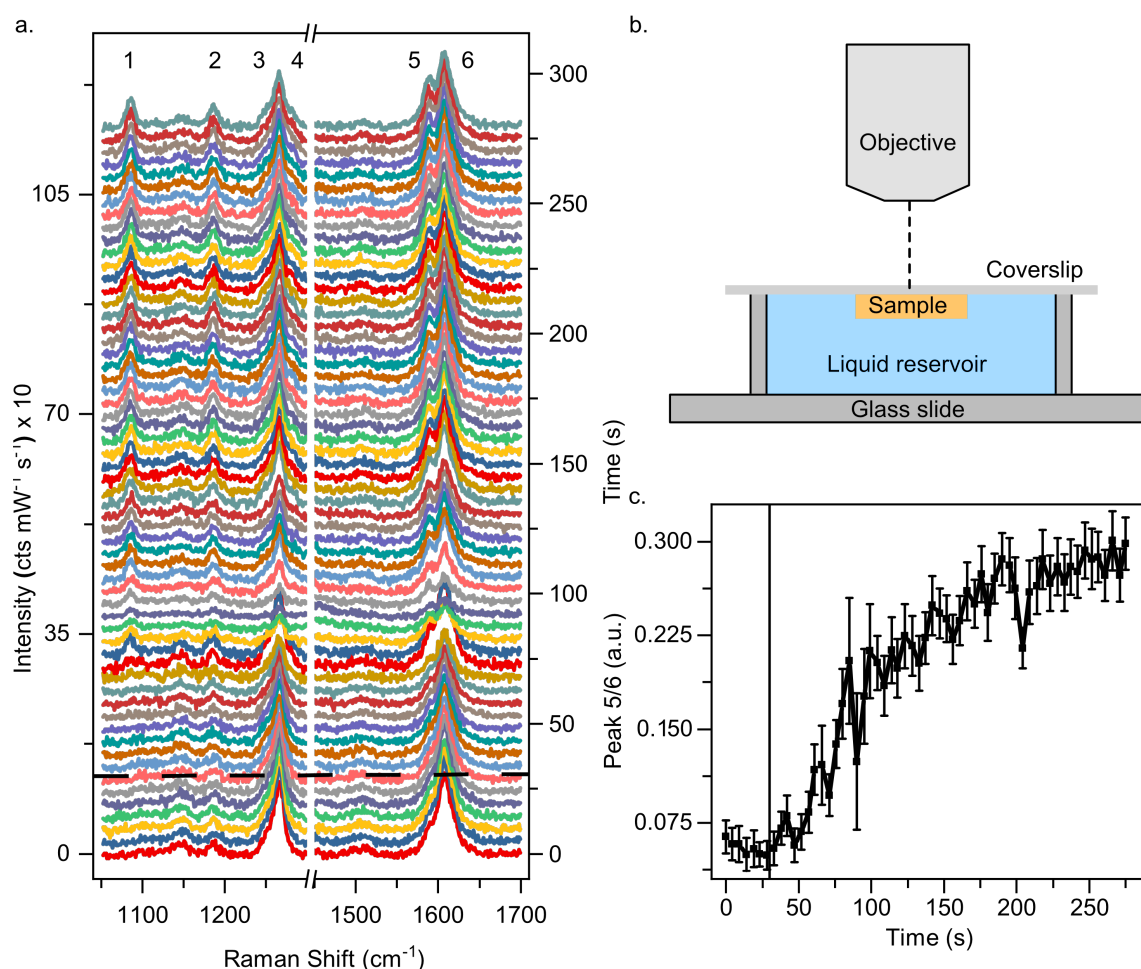 a.
1 2 3 4 5 6
300
250
200
150
100
50
0
105
70
35
0
Intensity (cts mW⁻¹ s⁻¹) x 10
Time (s)
1100 1200 1500 1600 1700
Raman Shift (cm⁻¹)
b.
Objective
Coverslip
Sample
Liquid reservoir
Glass slide
c.
0.300
0.225
0.150
0.075
Peak 5/6 (a.u.)
0 50 100 150 200 250
Time (s)